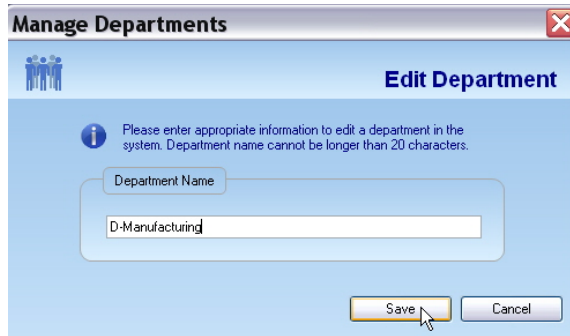 Manage Departments
Edit Department
Please enter appropriate information to edit a department in the
system. Department name cannot be longer than 20 characters.
Department Name
D-Manufacturing
Save
Cancel